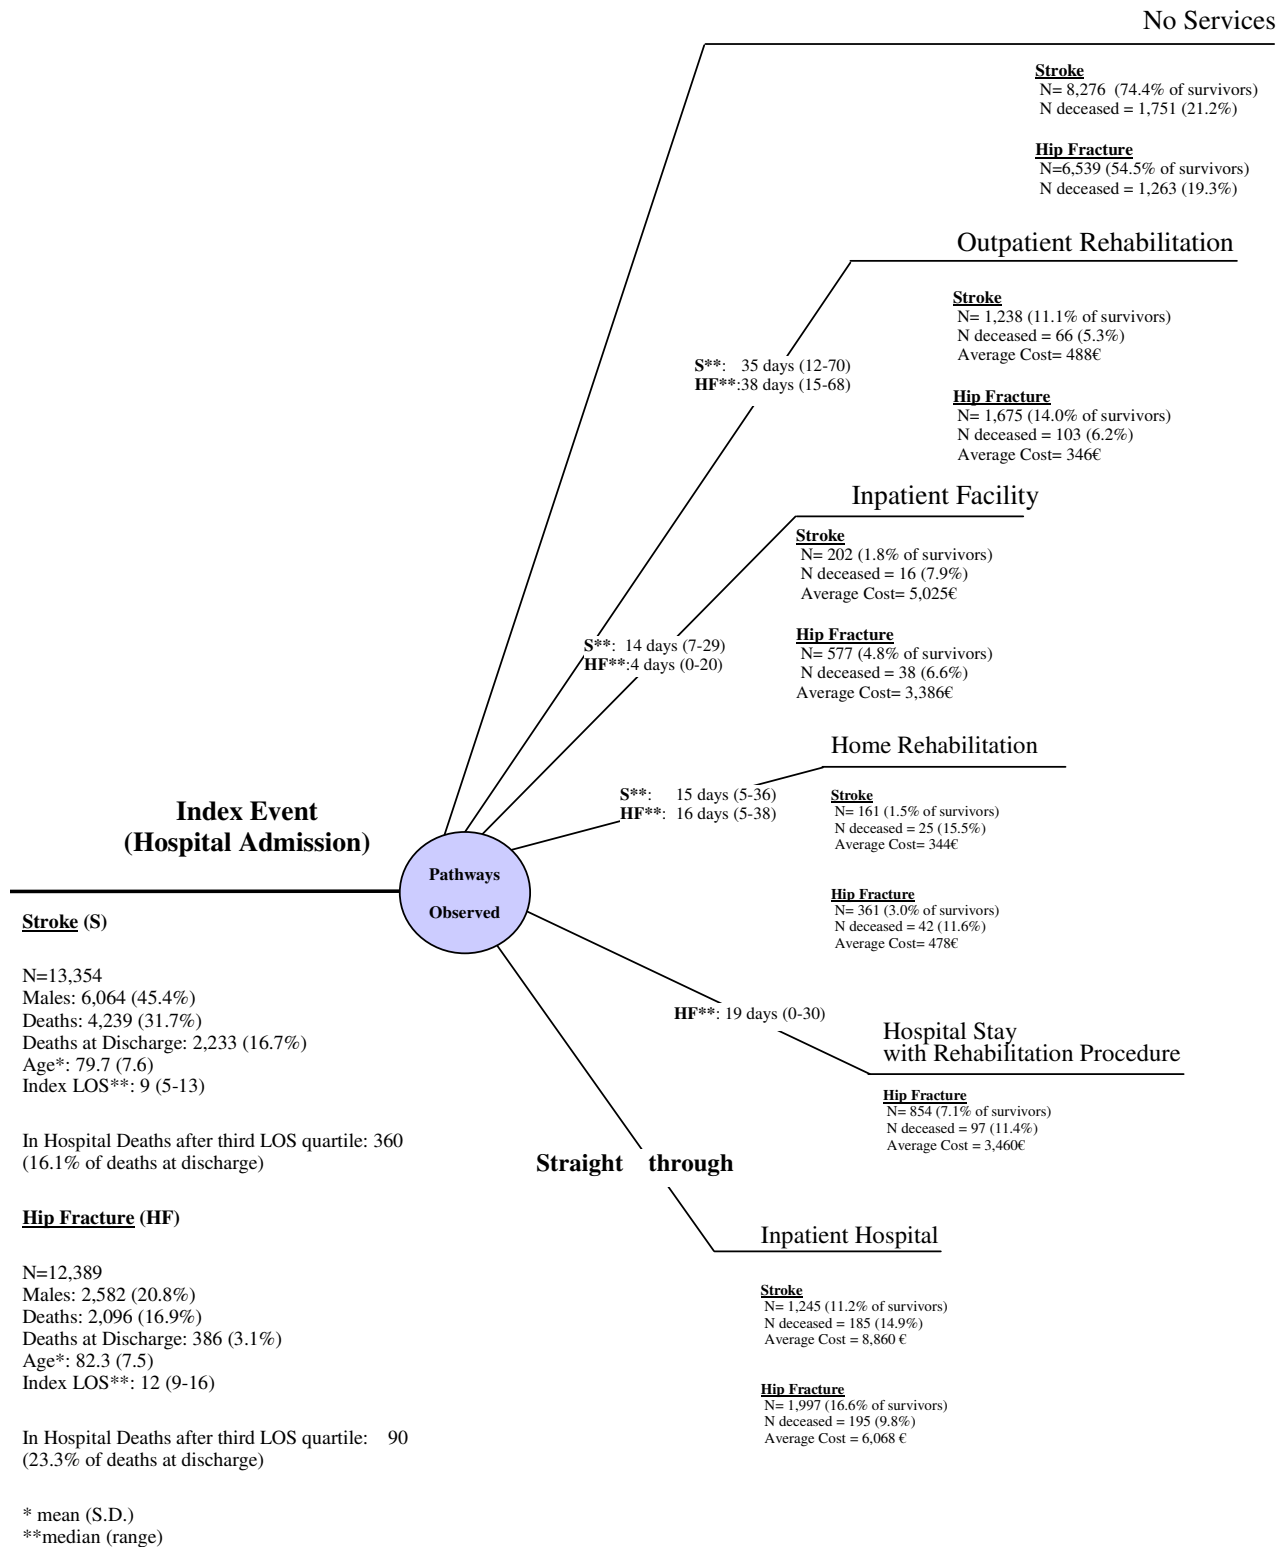 No Services
Stroke
N= 8,276 (74.4% of survivors)
N deceased = 1,751 (21.2%)
Hip Fracture
N=6,539 (54.5% of survivors)
N deceased = 1,263 (19.3%)
Outpatient Rehabilitation
Stroke
N= 1,238 (11.1% of survivors)
N deceased = 66 (5.3%)
Average Cost= 488€
Hip Fracture
N= 1,675 (14.0% of survivors)
N deceased = 103 (6.2%)
Average Cost= 346€
S**: 35 days (12-70)
HF**:38 days (15-68)
Inpatient Facility
Stroke
N= 202 (1.8% of survivors)
N deceased = 16 (7.9%)
Average Cost= 5,025€
Hip Fracture
N= 577 (4.8% of survivors)
N deceased = 38 (6.6%)
Average Cost= 3,386€
S**: 14 days (7-29)
HF**:4 days (0-20)
Home Rehabilitation
Stroke
N= 161 (1.5% of survivors)
N deceased = 25 (15.5%)
Average Cost= 344€
Hip Fracture
N= 361 (3.0% of survivors)
N deceased = 42 (11.6%)
Average Cost= 478€
S**: 15 days (5-36)
HF**: 16 days (5-38)
Index Event
(Hospital Admission)
Pathways
Observed
Stroke (S)
N=13,354
Males: 6,064 (45.4%)
Deaths: 4,239 (31.7%)
Deaths at Discharge: 2,233 (16.7%)
Age*: 79.7 (7.6)
Index LOS**: 9 (5-13)
In Hospital Deaths after third LOS quartile: 360
(16.1% of deaths at discharge)
Hip Fracture (HF)
N=12,389
Males: 2,582 (20.8%)
Deaths: 2,096 (16.9%)
Deaths at Discharge: 386 (3.1%)
Age*: 82.3 (7.5)
Index LOS**: 12 (9-16)
In Hospital Deaths after third LOS quartile: 90
(23.3% of deaths at discharge)
* mean (S.D.)
**median (range)
HF**: 19 days (0-30)
Hospital Stay
with Rehabilitation Procedure
Hip Fracture
N= 854 (7.1% of survivors)
N deceased = 97 (11.4%)
Average Cost = 3,460€
Straight through
Inpatient Hospital
Stroke
N= 1,245 (11.2% of survivors)
N deceased = 185 (14.9%)
Average Cost = 8,860 €
Hip Fracture
N= 1,997 (16.6% of survivors)
N deceased = 195 (9.8%)
Average Cost = 6,068 €